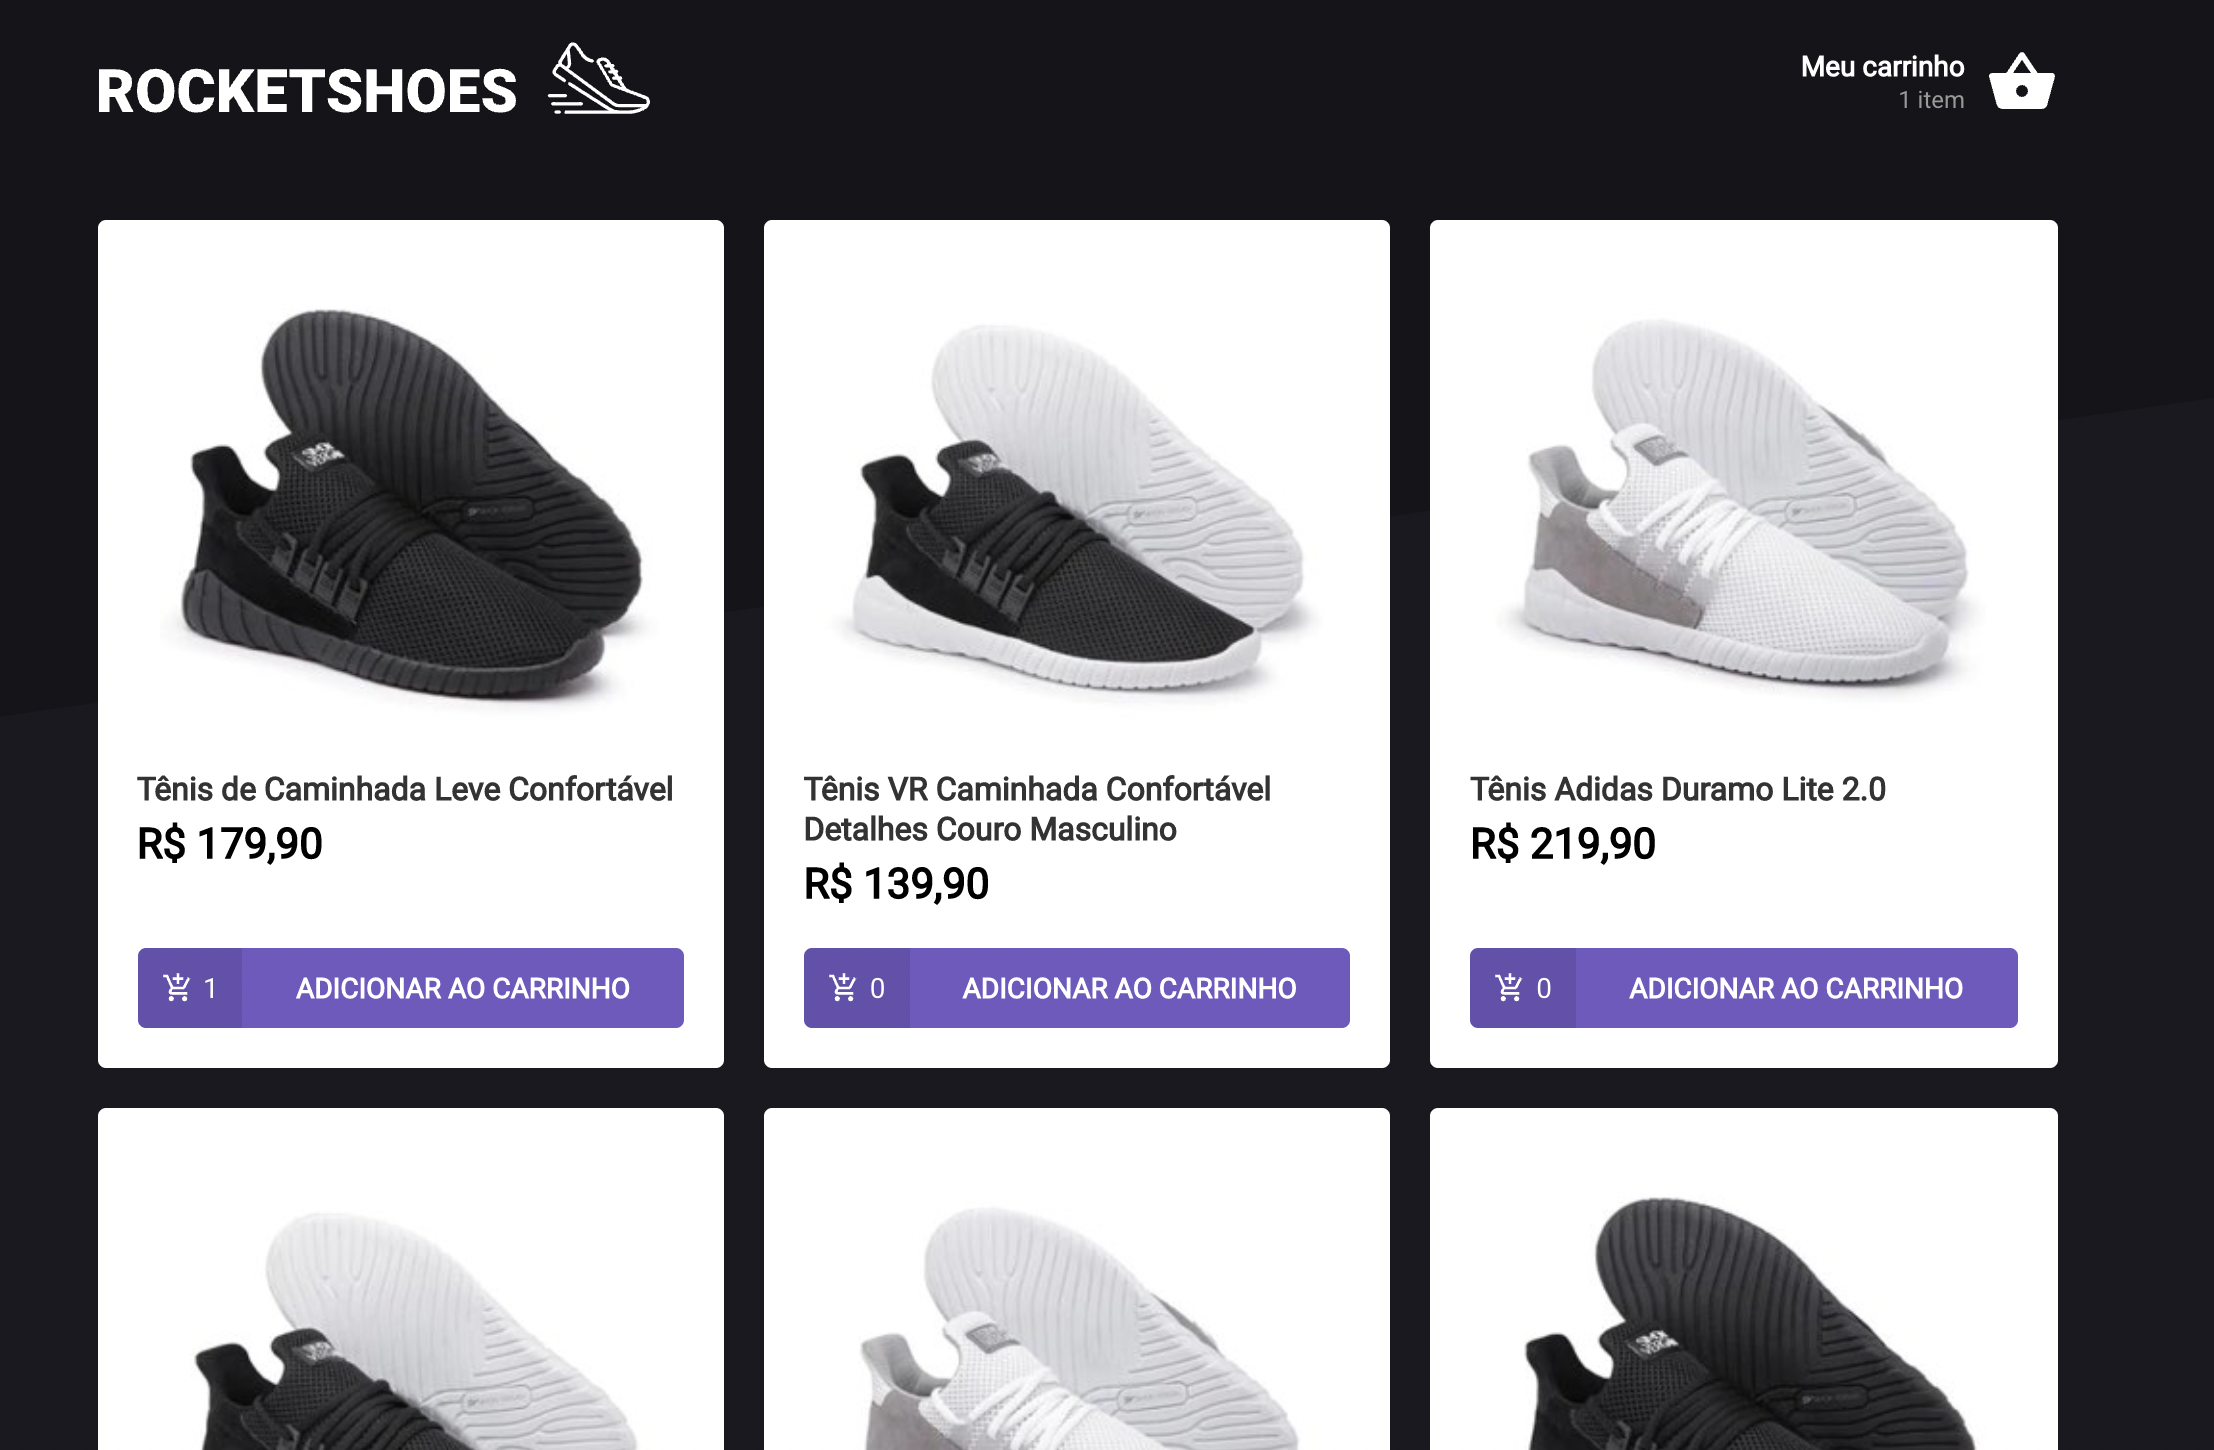 ROCKETSHOES
Meu carrinho
1 item
Tênis de Caminhada Leve Confortável
R$ 179,90
1 ADICIONAR AO CARRINHO
Tênis VR Caminhada Confortável
Detalhes Couro Masculino
R$ 139,90
0 ADICIONAR AO CARRINHO
Tênis Adidas Duramo Lite 2.0
R$ 219,90
0 ADICIONAR AO CARRINHO